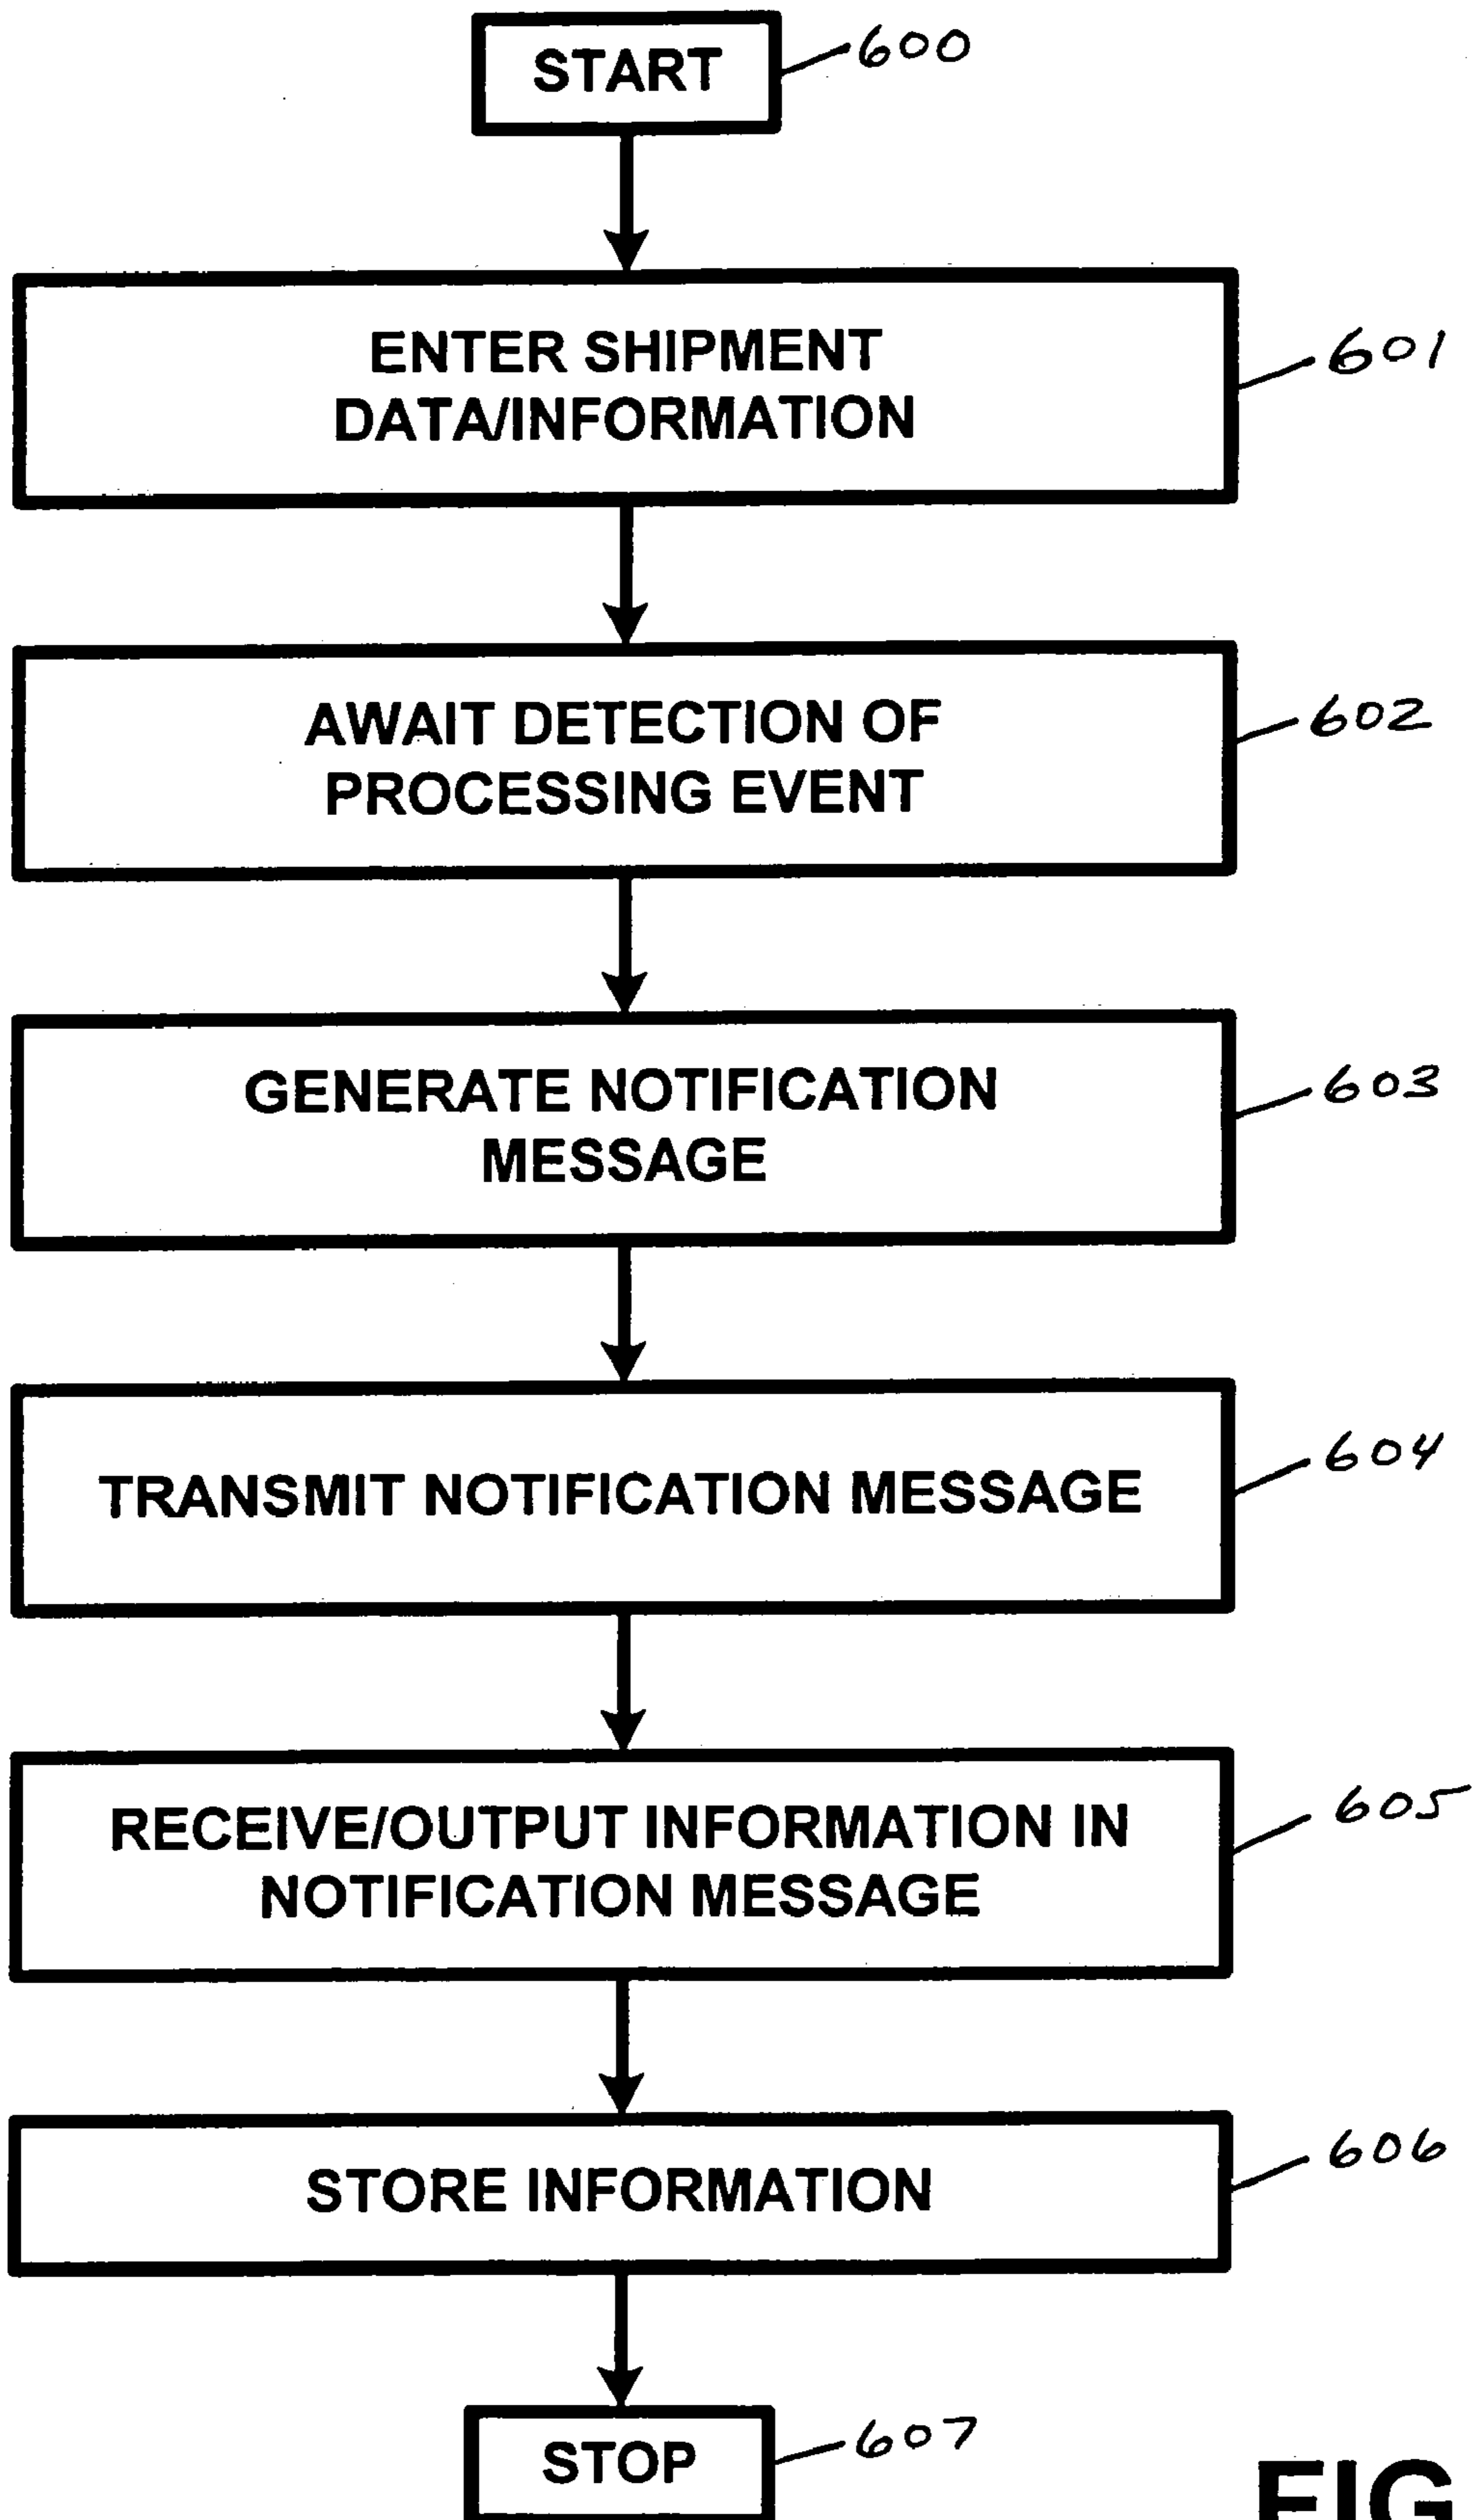 START
600
ENTER SHIPMENT
DATA/INFORMATION
601
AWAIT DETECTION OF
PROCESSING EVENT
602
GENERATE NOTIFICATION
MESSAGE
603
TRANSMIT NOTIFICATION MESSAGE
604
RECEIVE/OUTPUT INFORMATION IN
NOTIFICATION MESSAGE
605
STORE INFORMATION
606
STOP
607
FIG